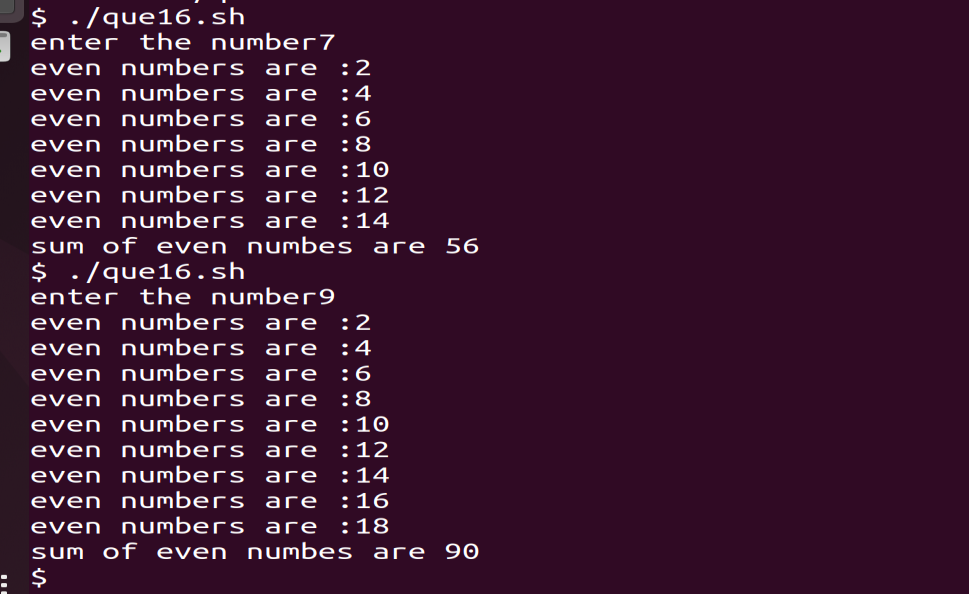 $ ./que16.sh
enter the number7
even numbers are :2
even numbers are :4
even numbers are :6
even numbers are :8
even numbers are :10
even numbers are :12
even numbers are :14
sum of even numbes are 56
$ ./que16.sh
enter the number9
even numbers are :2
even numbers are :4
even numbers are :6
even numbers are :8
even numbers are :10
even numbers are :12
even numbers are :14
even numbers are :16
even numbers are :18
sum of even numbes are 90
$